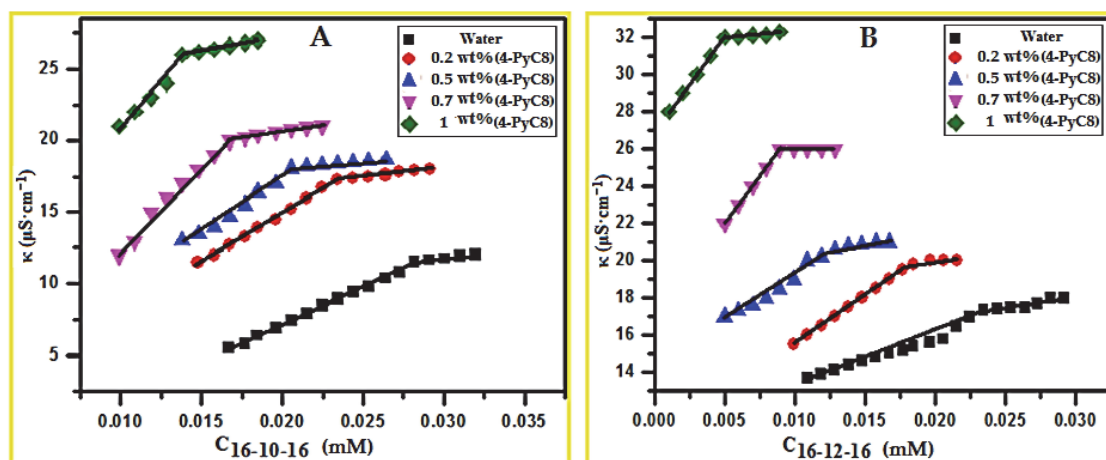 A
Water
0.2 wt%(4-PyC8)
0.5 wt%(4-PyC8)
0.7 wt%(4-PyC8)
1 wt%(4-PyC8)
κ (µS·cm⁻¹)
25
20
15
10
5
0.010 0.015 0.020 0.025 0.030 0.035
C16-10-16 (mM)
B
Water
0.2 wt%(4-PyC8)
0.5 wt%(4-PyC8)
0.7 wt%(4-PyC8)
1 wt%(4-PyC8)
κ (µS·cm⁻¹)
32
30
28
26
24
22
20
18
16
14
0.000 0.005 0.010 0.015 0.020 0.025 0.030
C16-12-16 (mM)